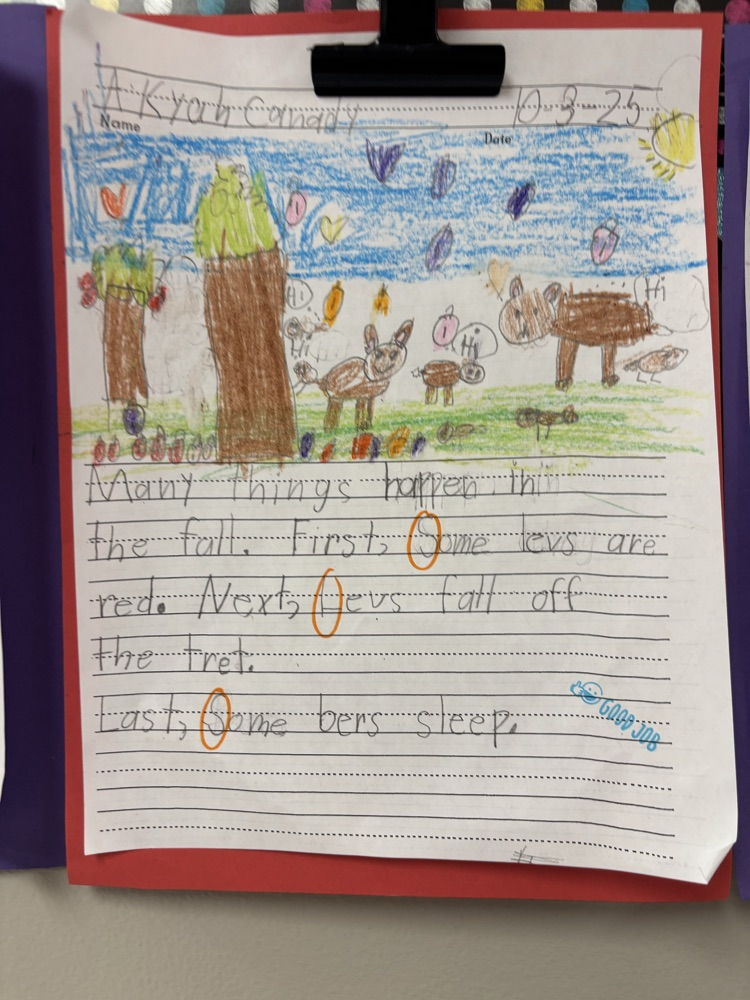 A-Kyah Canady 10-3-25
Name Date
Hi
Hi
Hi
Hi
Many things happen in
the fall. First, Some levs are
red. Next, Levs fall off
the tret.
Last, Some bers sleep.
GOOD JOB